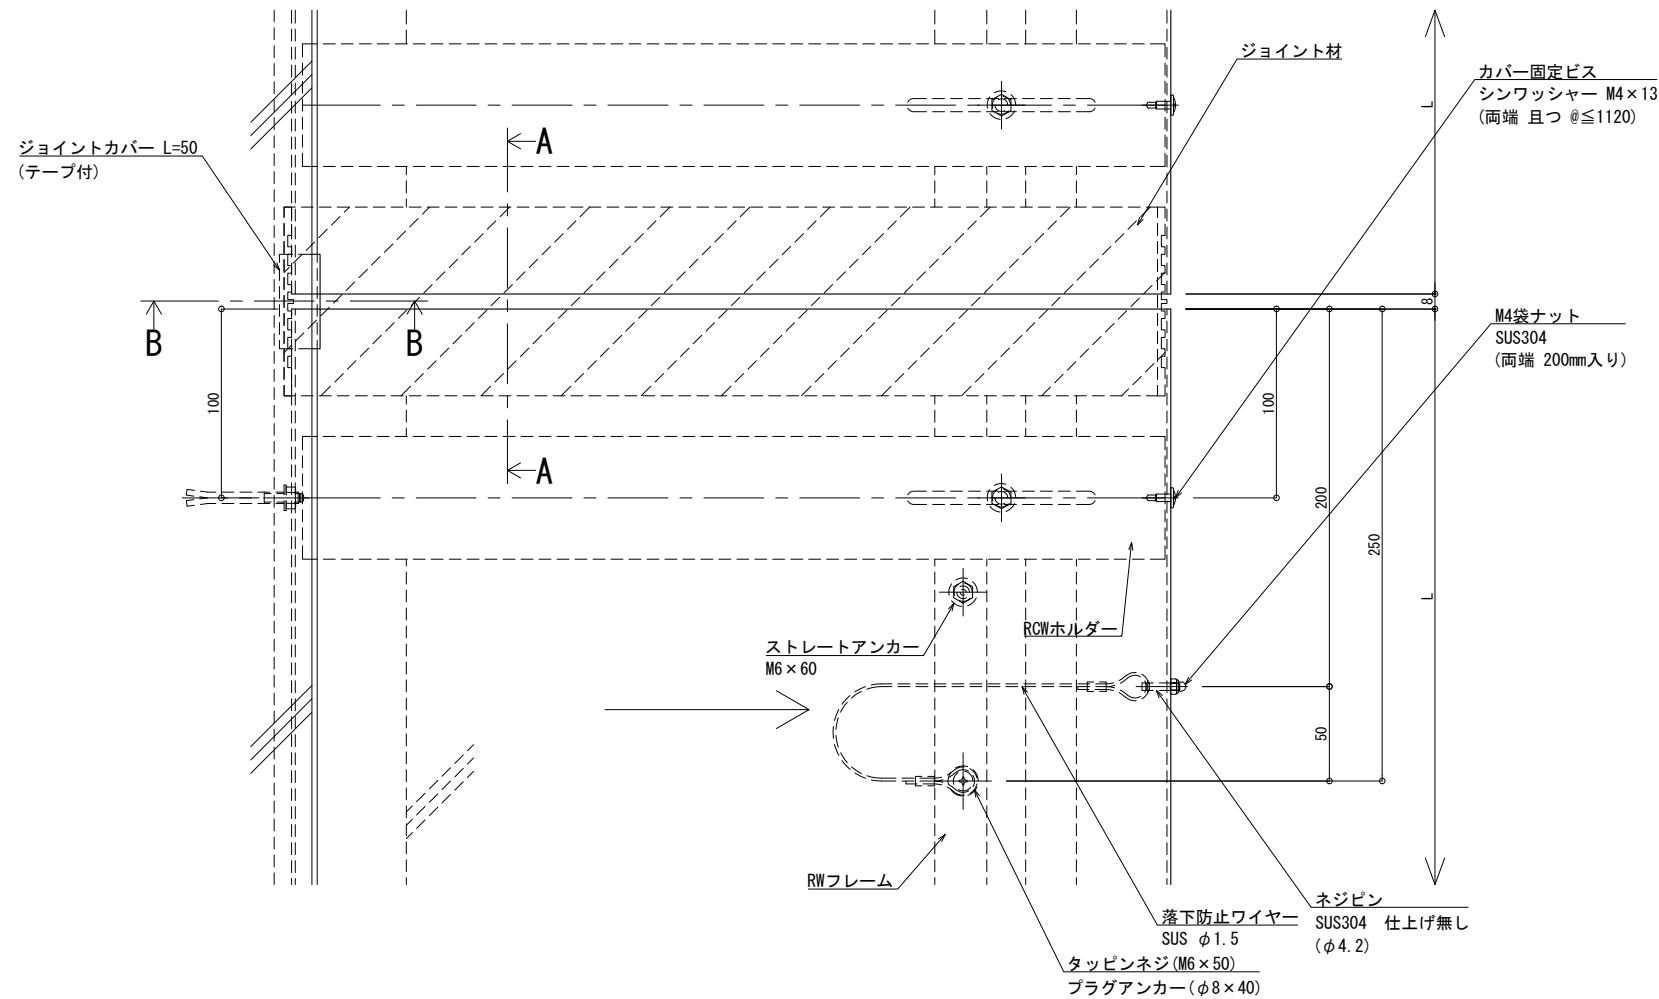 ジョイント材
カバー固定ビス
シンワッシャー M4×13
(両端 且つ @≦1120)
L
A
ジョイントカバー L=50
(テープ付)
8
B
B
M4袋ナット
SUS304
(両端 200mm入り)
100
100
A
200
250
L
RCWホルダー
ストレートアンカー
M6×60
50
RWフレーム
ネジピン
SUS304 仕上げ無し
(φ4.2)
落下防止ワイヤー
SUS φ1.5
タッピンネジ(M6×50)
プラグアンカー(φ8×40)